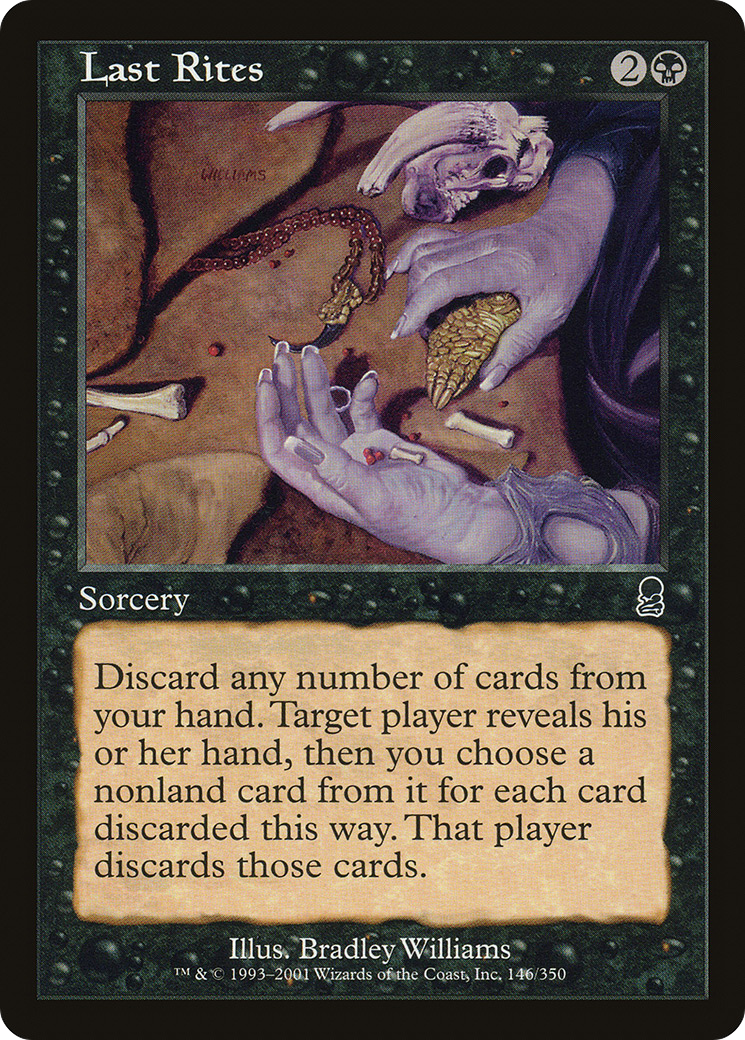 Last Rites 2
WILLIAMS
Sorcery
Discard any number of cards from
your hand. Target player reveals his
or her hand, then you choose a
nonland card from it for each card
discarded this way. That player
discards those cards.
Illus. Bradley Williams
™ & © 1993–2001 Wizards of the Coast, Inc. 146/350